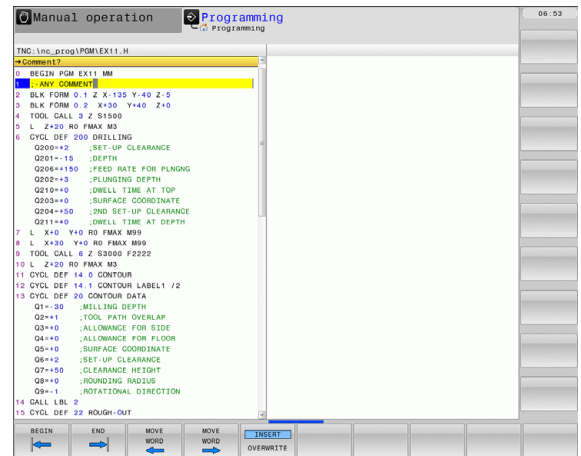 Manual operation
Programming
Programming
06:53
TNC:\nc_prog\PGM\EX11.H
→Comment?
0 BEGIN PGM EX11 MM
1 ;-ANY COMMENT
2 BLK FORM 0.1 Z X-135 Y-40 Z-5
3 BLK FORM 0.2 X+30 Y+40 Z+0
4 TOOL CALL 3 Z S1500
5 L Z+20 R0 FMAX M3
6 CYCL DEF 200 DRILLING
Q200=+2 ;SET-UP CLEARANCE
Q201=-15 ;DEPTH
Q206=+150 ;FEED RATE FOR PLNGNG
Q202=+3 ;PLUNGING DEPTH
Q210=+0 ;DWELL TIME AT TOP
Q203=+0 ;SURFACE COORDINATE
Q204=+50 ;2ND SET-UP CLEARANCE
Q211=+0 ;DWELL TIME AT DEPTH
7 L X+0 Y+0 R0 FMAX M99
8 L X+30 Y+0 R0 FMAX M99
9 TOOL CALL 6 Z S3000 F2222
10 L Z+20 R0 FMAX M3
11 CYCL DEF 14.0 CONTOUR
12 CYCL DEF 14.1 CONTOUR LABEL1 /2
13 CYCL DEF 20 CONTOUR DATA
Q1=-30 ;MILLING DEPTH
Q2=+1 ;TOOL PATH OVERLAP
Q3=+0 ;ALLOWANCE FOR SIDE
Q4=+0 ;ALLOWANCE FOR FLOOR
Q5=+0 ;SURFACE COORDINATE
Q6=+2 ;SET-UP CLEARANCE
Q7=+50 ;CLEARANCE HEIGHT
Q8=+0 ;ROUNDING RADIUS
Q9=-1 ;ROTATIONAL DIRECTION
14 CALL LBL 2
15 CYCL DEF 22 ROUGH-OUT
BEGIN
END
MOVE
WORD
MOVE
WORD
INSERT
OVERWRITE